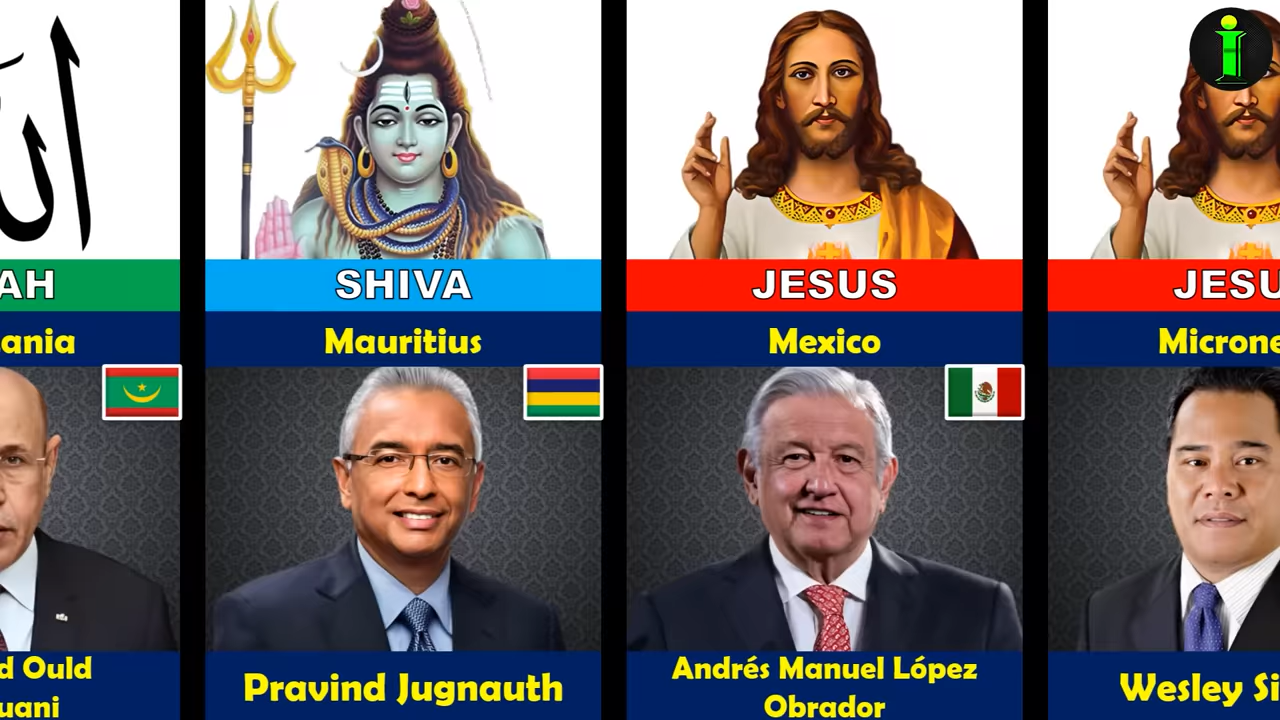 AH
ania
d Ould
uani
SHIVA
Mauritius
Pravind Jugnauth
JESUS
Mexico
Andrés Manuel López
Obrador
i
JESU
Microne
Wesley Si